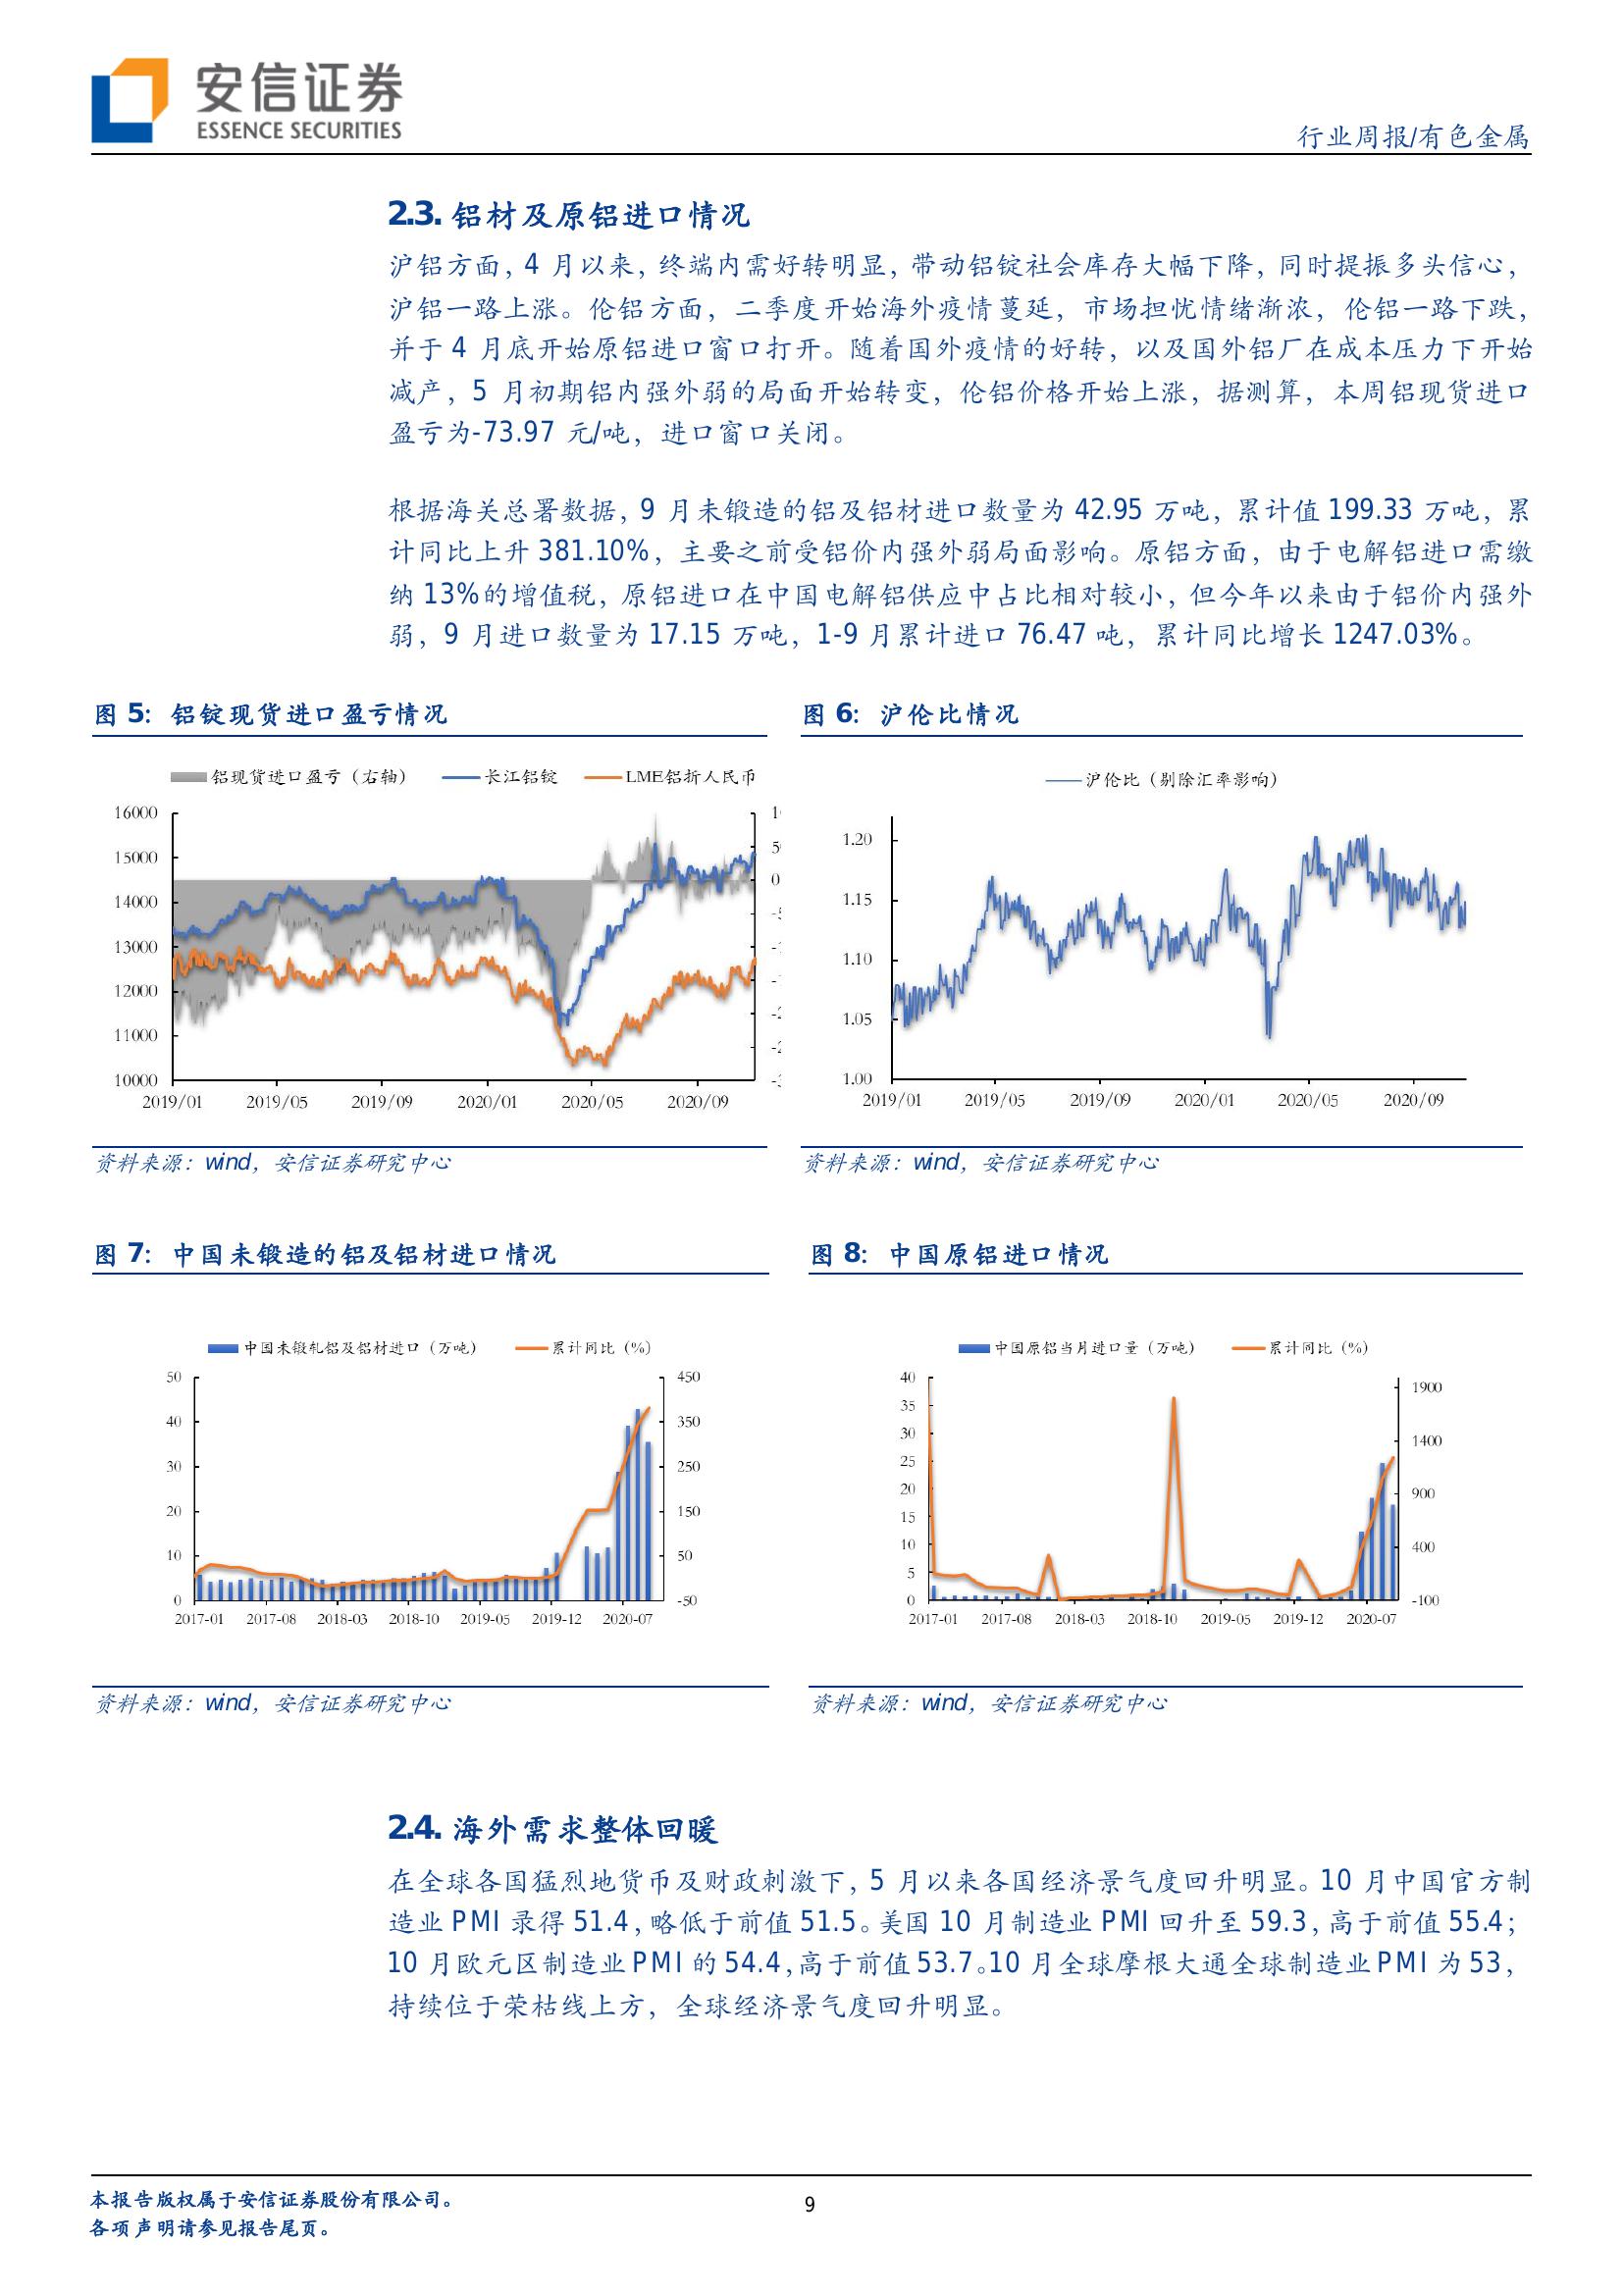 安信证券
ESSENCE SECURITIES
行业周报/有色金属
2.3. 铝材及原铝进口情况
沪铝方面，4 月以来，终端内需好转明显，带动铝锭社会库存大幅下降，同时提振多头信心，
沪铝一路上涨。伦铝方面，二季度开始海外疫情蔓延，市场担忧情绪渐浓，伦铝一路下跌，
并于 4 月底开始原铝进口窗口打开。随着国外疫情的好转，以及国外铝厂在成本压力下开始
减产，5 月初期铝内强外弱的局面开始转变，伦铝价格开始上涨，据测算，本周铝现货进口
盈亏为-73.97 元/吨，进口窗口关闭。
根据海关总署数据，9 月未锻造的铝及铝材进口数量为 42.95 万吨，累计值 199.33 万吨，累
计同比上升 381.10%，主要之前受铝价内强外弱局面影响。原铝方面，由于电解铝进口需缴
纳 13%的增值税，原铝进口在中国电解铝供应中占比相对较小，但今年以来由于铝价内强外
弱，9 月进口数量为 17.15 万吨，1-9 月累计进口 76.47 吨，累计同比增长 1247.03%。
图 5：铝锭现货进口盈亏情况
铝现货进口盈亏（右轴） 长江铝锭 LME铝折人民币
16000
15000
14000
13000
12000
11000
10000
0
2019/01 2019/05 2019/09 2020/01 2020/05 2020/09
资料来源：wind，安信证券研究中心
图 6：沪伦比情况
沪伦比（剔除汇率影响）
1.20
1.15
1.10
1.05
1.00
2019/01 2019/05 2019/09 2020/01 2020/05 2020/09
资料来源：wind，安信证券研究中心
图 7：中国未锻造的铝及铝材进口情况
中国未锻轧铝及铝材进口（万吨） 累计同比（%）
50 450
40 350
30 250
20 150
10 50
0 -50
2017-01 2017-08 2018-03 2018-10 2019-05 2019-12 2020-07
资料来源：wind，安信证券研究中心
图 8：中国原铝进口情况
中国原铝当月进口量（万吨） 累计同比（%）
40
35
30
25
20
15
10
5
0
1900
1400
900
400
-100
2017-01 2017-08 2018-03 2018-10 2019-05 2019-12 2020-07
资料来源：wind，安信证券研究中心
2.4. 海外需求整体回暖
在全球各国猛烈地货币及财政刺激下，5 月以来各国经济景气度回升明显。10 月中国官方制
造业 PMI 录得 51.4，略低于前值 51.5。美国 10 月制造业 PMI 回升至 59.3，高于前值 55.4；
10 月欧元区制造业 PMI 的 54.4，高于前值 53.7。10 月全球摩根大通全球制造业 PMI 为 53，
持续位于荣枯线上方，全球经济景气度回升明显。
本报告版权属于安信证券股份有限公司。
各项声明请参见报告尾页。
9